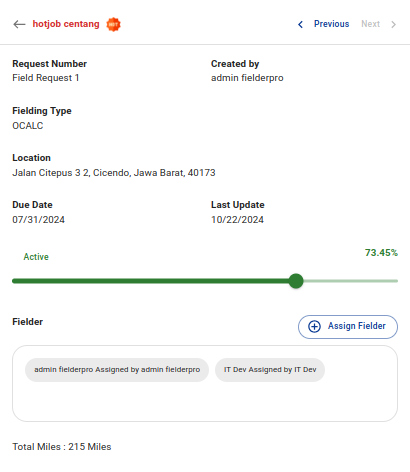 hotjob centang HOT Previous Next
Request Number Created by
Field Request 1 admin fielderpro
Fielding Type
OCALC
Location
Jalan Citepus 3 2, Cicendo, Jawa Barat, 40173
Due Date Last Update
07/31/2024 10/22/2024
Active 73.45%
Fielder Assign Fielder
admin fielderpro Assigned by admin fielderpro IT Dev Assigned by IT Dev
Total Miles : 215 Miles